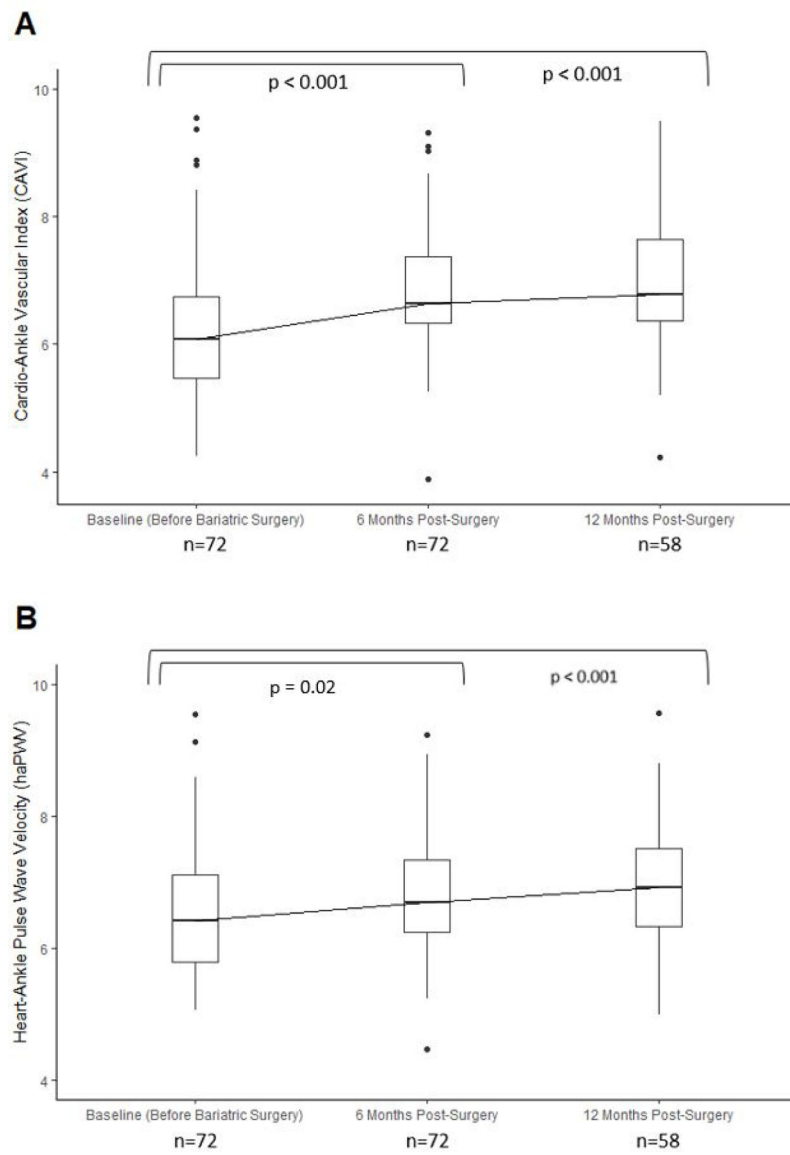 A
p < 0.001
p < 0.001
Cardio-Ankle Vascular Index (CAVI)
10
8
6
4
Baseline (Before Bariatric Surgery) 6 Months Post-Surgery 12 Months Post-Surgery
n=72 n=72 n=58
B
p = 0.02
p < 0.001
Heart-Ankle Pulse Wave Velocity (haPWV)
10
8
6
4
Baseline (Before Bariatric Surgery) 6 Months Post-Surgery 12 Months Post-Surgery
n=72 n=72 n=58